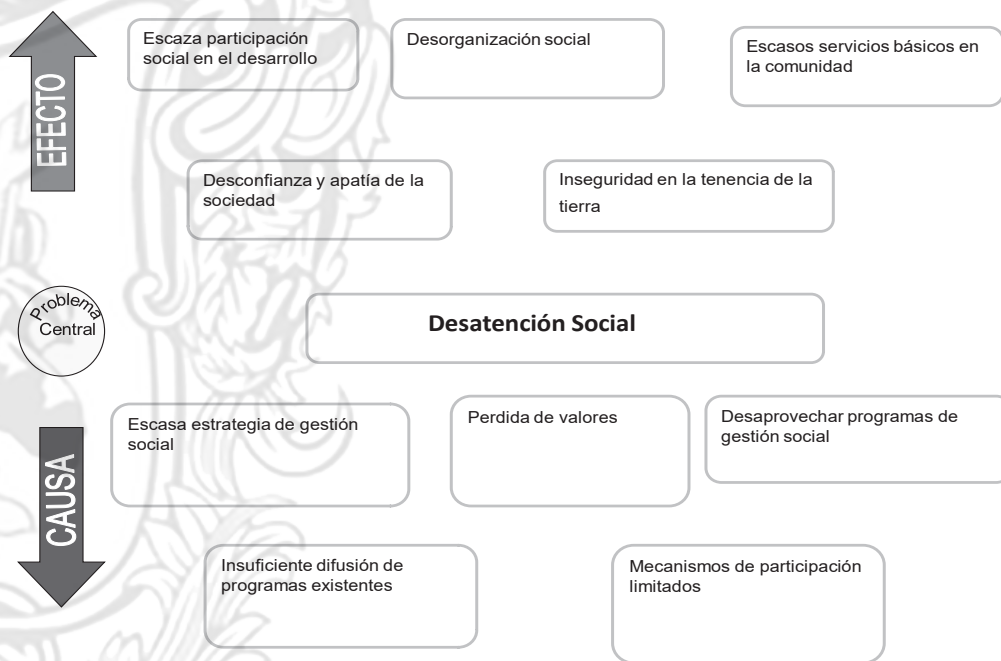 EFECTO
Escaza participación
social en el desarrollo
Desorganización social
Escasos servicios básicos en
la comunidad
Desconfianza y apatía de la
sociedad
Inseguridad en la tenencia de la
tierra
Problema
Central
Desatención Social
CAUSA
Escasa estrategia de gestión
social
Perdida de valores
Desaprovechar programas de
gestión social
Insuficiente difusión de
programas existentes
Mecanismos de participación
limitados